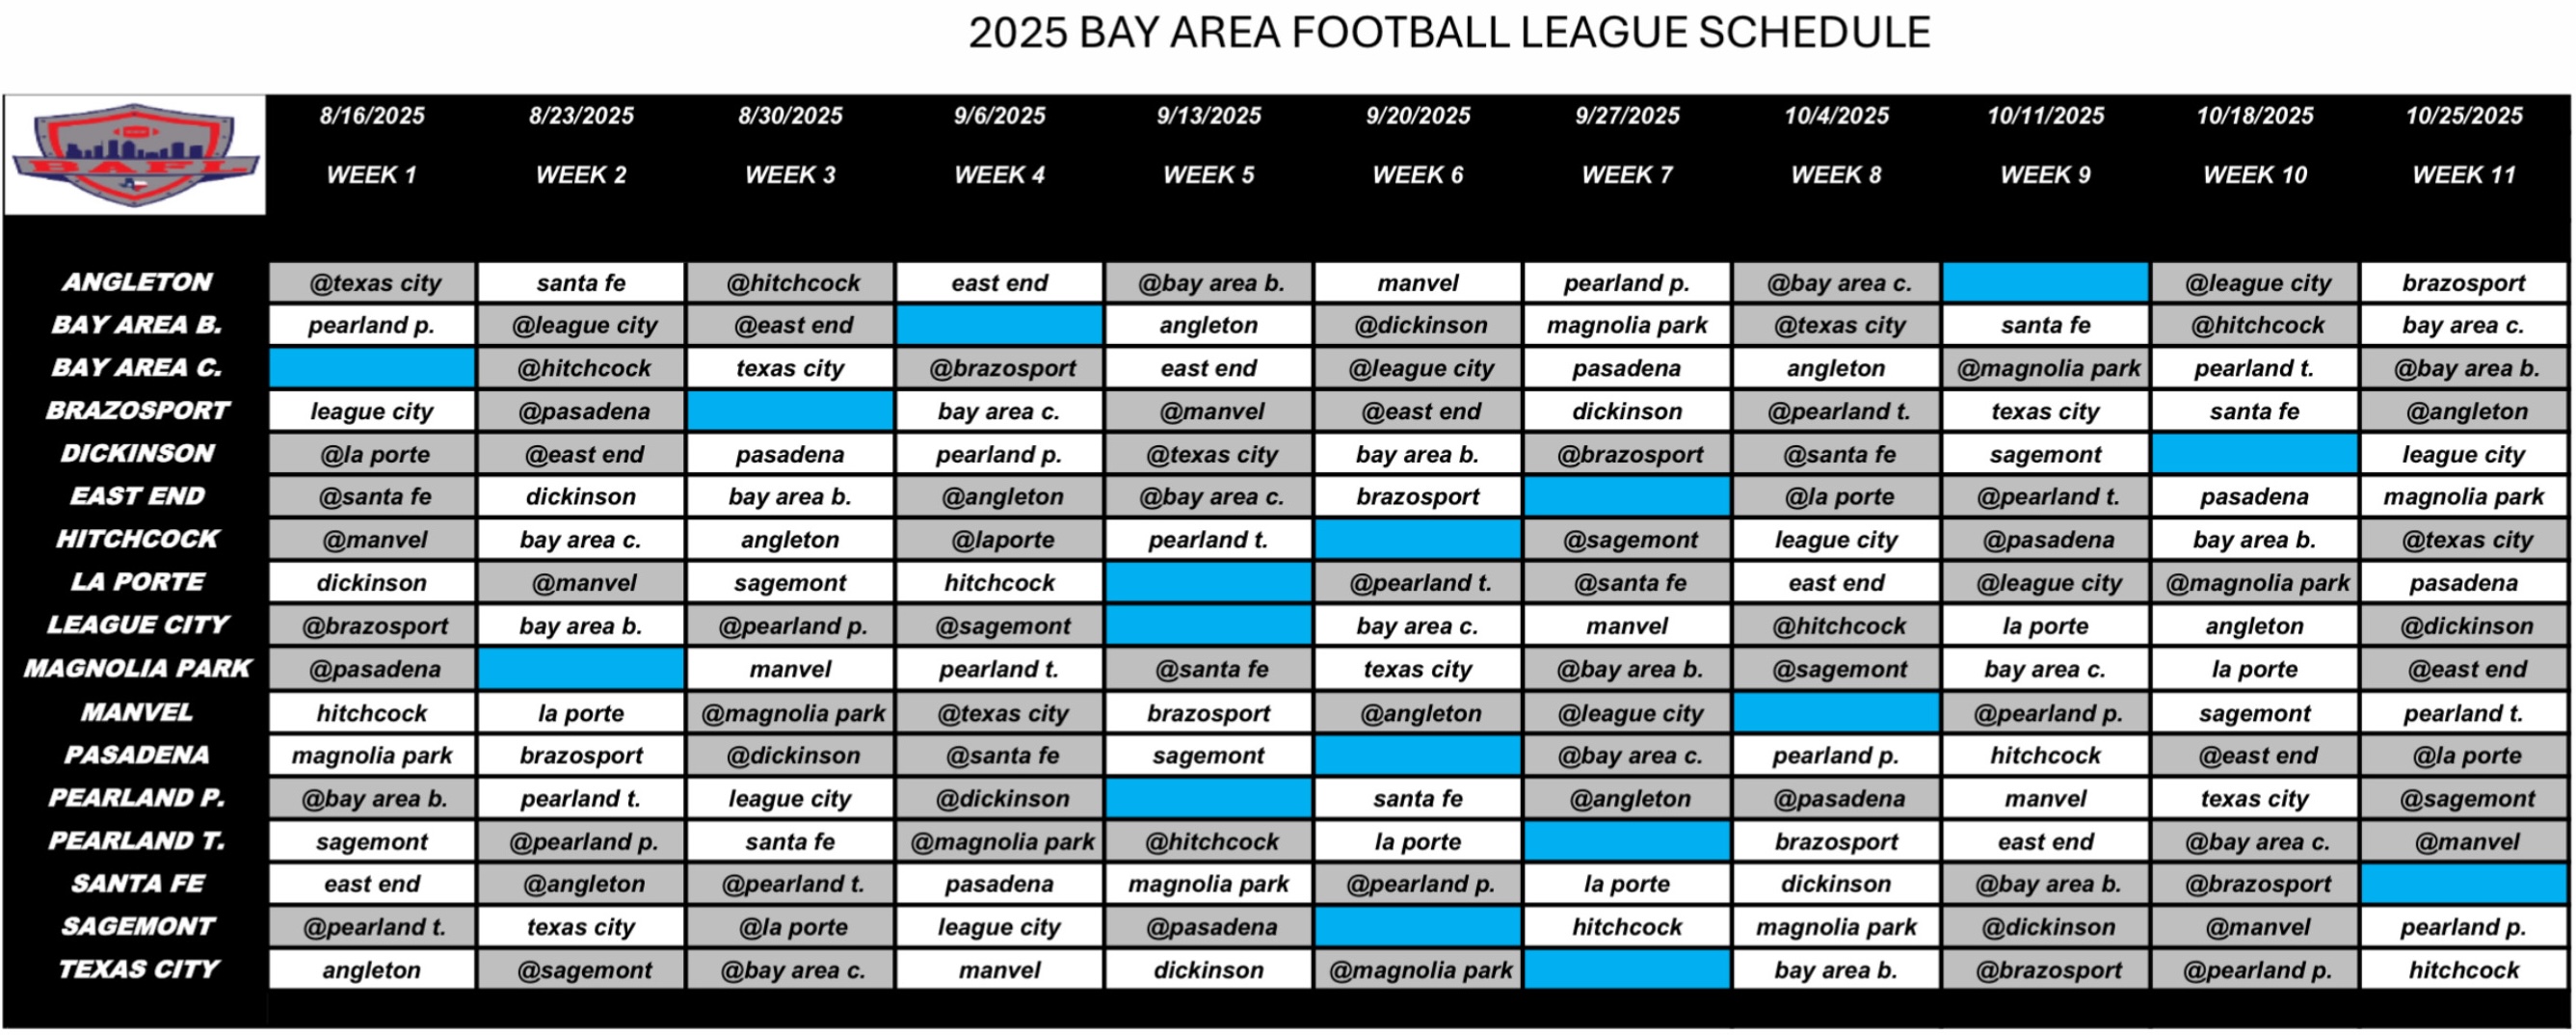 2025 BAY AREA FOOTBALL LEAGUE SCHEDULE
BAFL
8/16/2025 8/23/2025 8/30/2025 9/6/2025 9/13/2025 9/20/2025 9/27/2025 10/4/2025 10/11/2025 10/18/2025 10/25/2025
WEEK 1 WEEK 2 WEEK 3 WEEK 4 WEEK 5 WEEK 6 WEEK 7 WEEK 8 WEEK 9 WEEK 10 WEEK 11
ANGLETON @texas city santa fe @hitchcock east end @bay area b. manvel pearland p. @bay area c. @league city brazosport
BAY AREA B. pearland p. @league city @east end angleton @dickinson magnolia park @texas city santa fe @hitchcock bay area c.
BAY AREA C. @hitchcock texas city @brazosport east end @league city pasadena angleton @magnolia park pearland t. @bay area b.
BRAZOSPORT league city @pasadena bay area c. @manvel @east end dickinson @pearland t. texas city santa fe @angleton
DICKINSON @la porte @east end pasadena pearland p. @texas city bay area b. @brazosport @santa fe sagemont league city
EAST END @santa fe dickinson bay area b. @angleton @bay area c. brazosport @la porte @pearland t. pasadena magnolia park
HITCHCOCK @manvel bay area c. angleton @laporte pearland t. @sagemont league city @pasadena bay area b. @texas city
LA PORTE dickinson @manvel sagemont hitchcock @pearland t. @santa fe east end @league city @magnolia park pasadena
LEAGUE CITY @brazosport bay area b. @pearland p. @sagemont bay area c. manvel @hitchcock la porte angleton @dickinson
MAGNOLIA PARK @pasadena manvel pearland t. @santa fe texas city @bay area b. @sagemont bay area c. la porte @east end
MANVEL hitchcock la porte @magnolia park @texas city brazosport @angleton @league city @pearland p. sagemont pearland t.
PASADENA magnolia park brazosport @dickinson @santa fe sagemont @bay area c. pearland p. hitchcock @east end @la porte
PEARLAND P. @bay area b. pearland t. league city @dickinson santa fe @angleton @pasadena manvel texas city @sagemont
PEARLAND T. sagemont @pearland p. santa fe @magnolia park @hitchcock la porte brazosport east end @bay area c. @manvel
SANTA FE east end @angleton @pearland t. pasadena magnolia park @pearland p. la porte dickinson @bay area b. @brazosport
SAGEMONT @pearland t. texas city @la porte league city @pasadena hitchcock magnolia park @dickinson @manvel pearland p.
TEXAS CITY angleton @sagemont @bay area c. manvel dickinson @magnolia park bay area b. @brazosport @pearland p. hitchcock